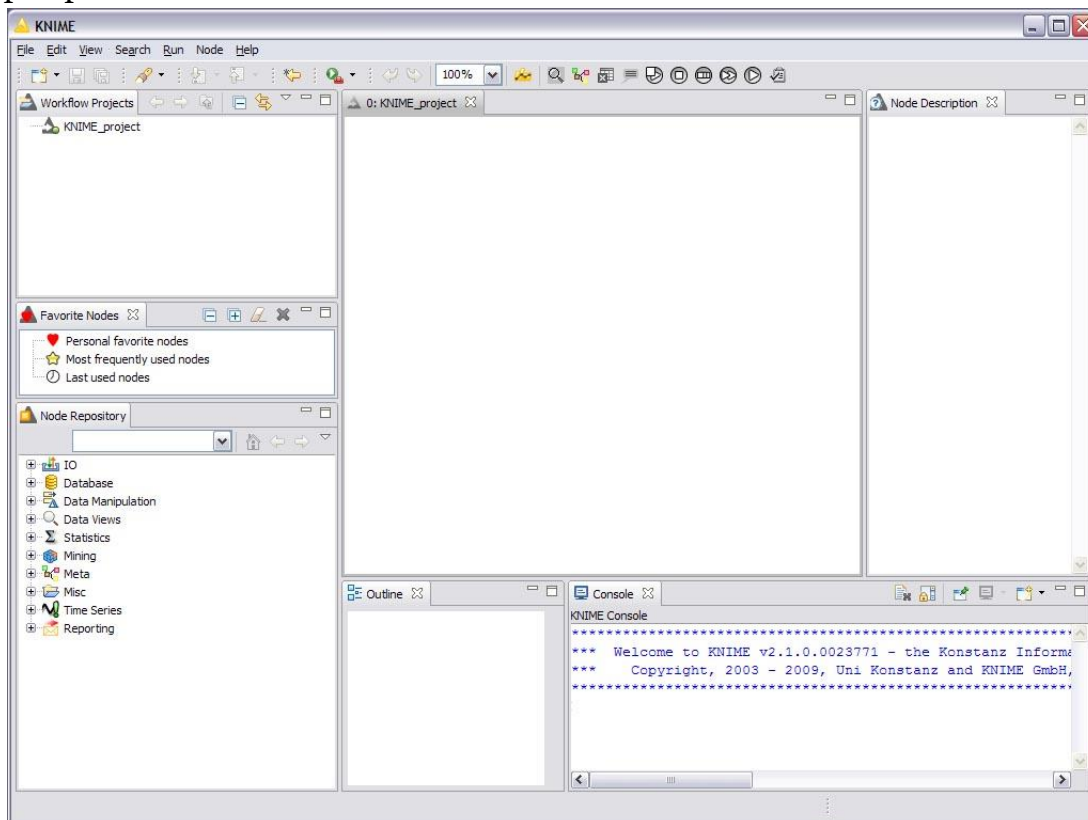 KNIME
File Edit View Search Run Node Help
100%
Workflow Projects
KNIME_project
Favorite Nodes
Personal favorite nodes
Most frequently used nodes
Last used nodes
Node Repository
IO
Database
Data Manipulation
Data Views
Statistics
Mining
Meta
Misc
Time Series
Reporting
0: KNIME_project
Node Description
Outline
Console
KNIME Console
*** Welcome to KNIME v2.1.0.0023771 - the Konstanz Informa
*** Copyright, 2003 - 2009, Uni Konstanz and KNIME GmbH,